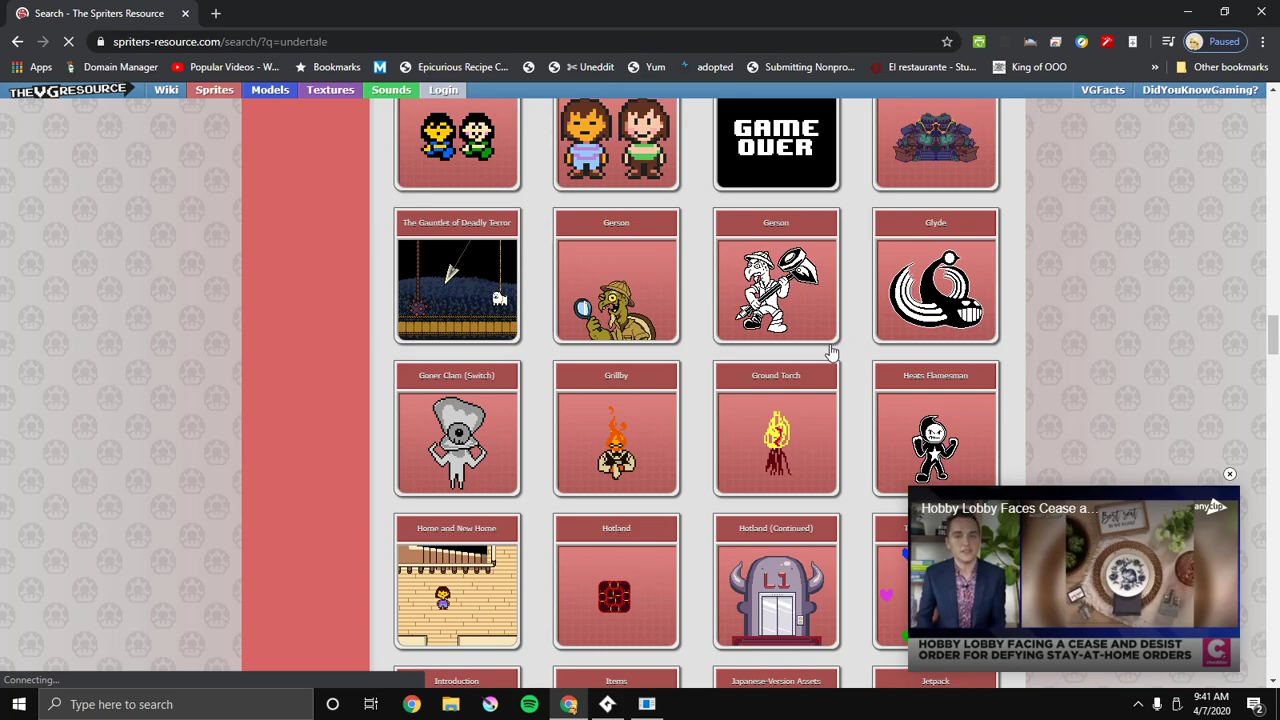 Search - The Spriters Resource
spriters-resource.com/search/?q=undertale
Paused
Apps
Domain Manager
Popular Videos - W...
Bookmarks
M
Epicurious Recipe C...
Uneddit
Yum
adopted
Submitting Nonpro...
El restaurante - Stu...
King of OOO
»
Other bookmarks
THE VG RESOURCE
Wiki
Sprites
Models
Textures
Sounds
Login
VGFacts
DidYouKnowGaming?
GAME
OVER
The Gauntlet of Deadly Terror
Gerson
Gerson
Glyde
Goner Clam (Switch)
Grillby
Ground Torch
Heats Flamesman
Hobby Lobby Faces Cease a...
anyclip
Home and New Home
Hotland
Hotland (Continued)
T
L1
HOBBY LOBBY FACING A CEASE AND DESIST
ORDER FOR DEFYING STAY-AT-HOME ORDERS
C
Introduction
Items
Japanese-Version Assets
Jetpack
Connecting...
Type here to search
9:41 AM
4/7/2020
2